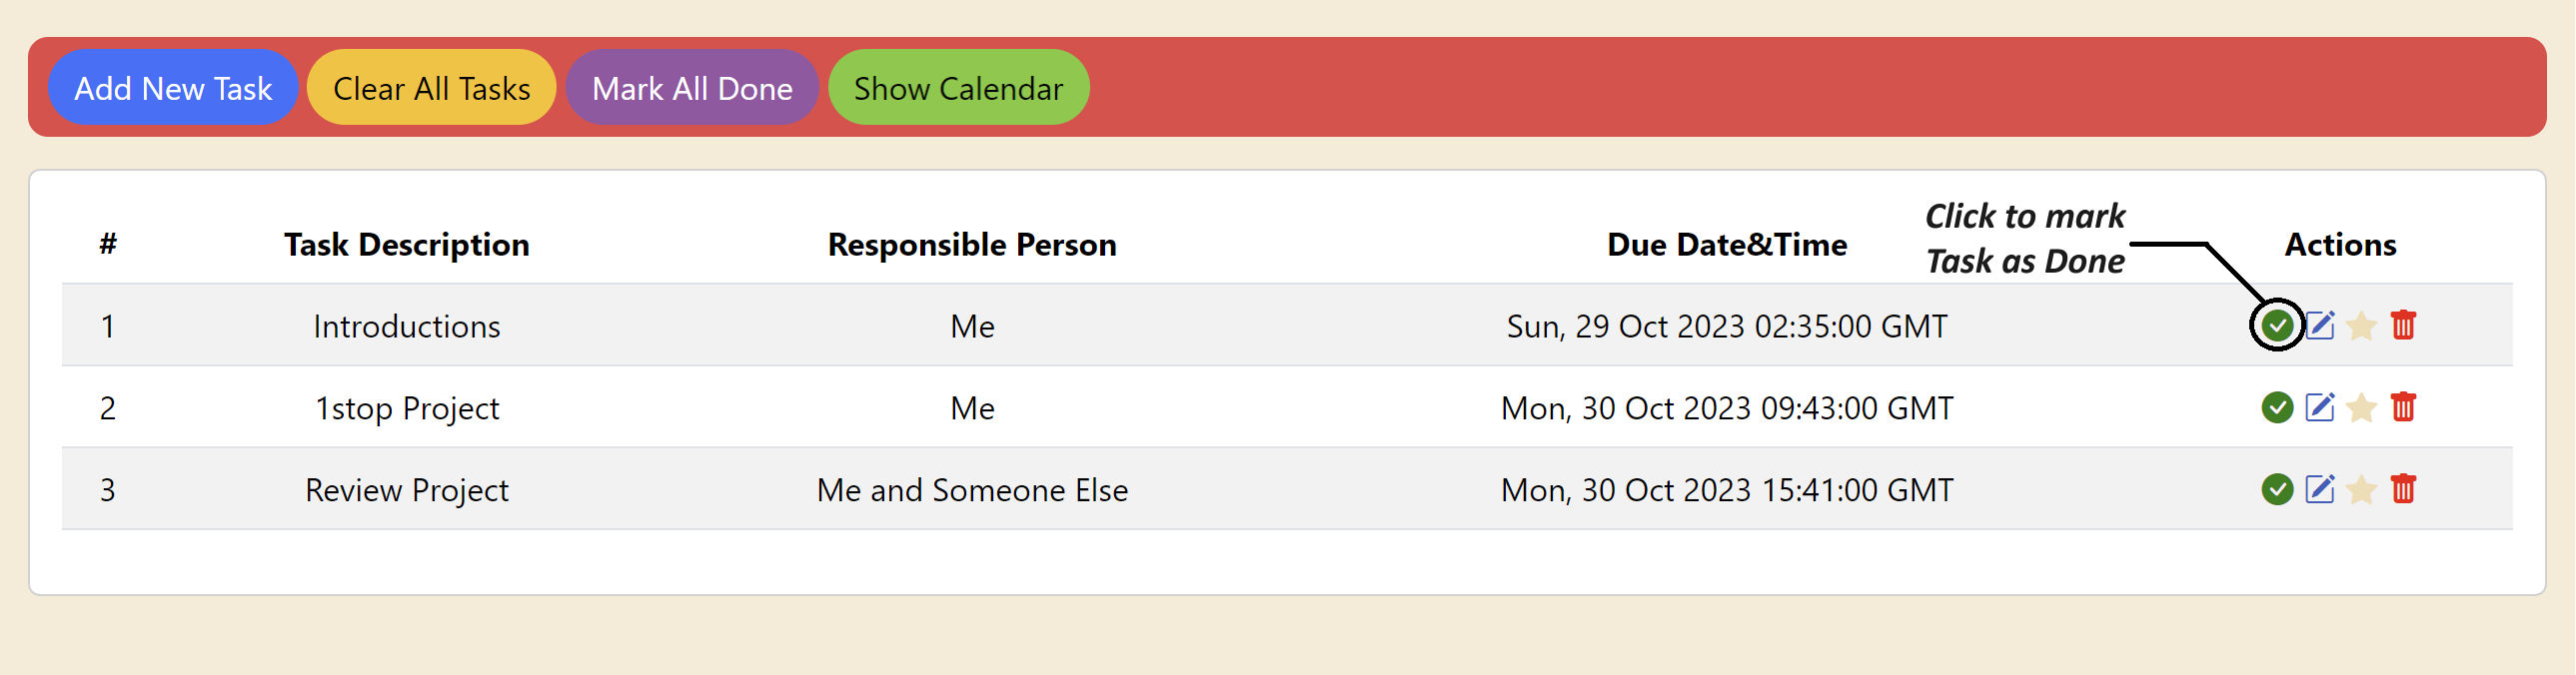 Add New Task Clear All Tasks Mark All Done Show Calendar
Click to mark
Task as Done
# Task Description Responsible Person Due Date&Time Actions
1 Introductions Me Sun, 29 Oct 2023 02:35:00 GMT
2 1stop Project Me Mon, 30 Oct 2023 09:43:00 GMT
3 Review Project Me and Someone Else Mon, 30 Oct 2023 15:41:00 GMT